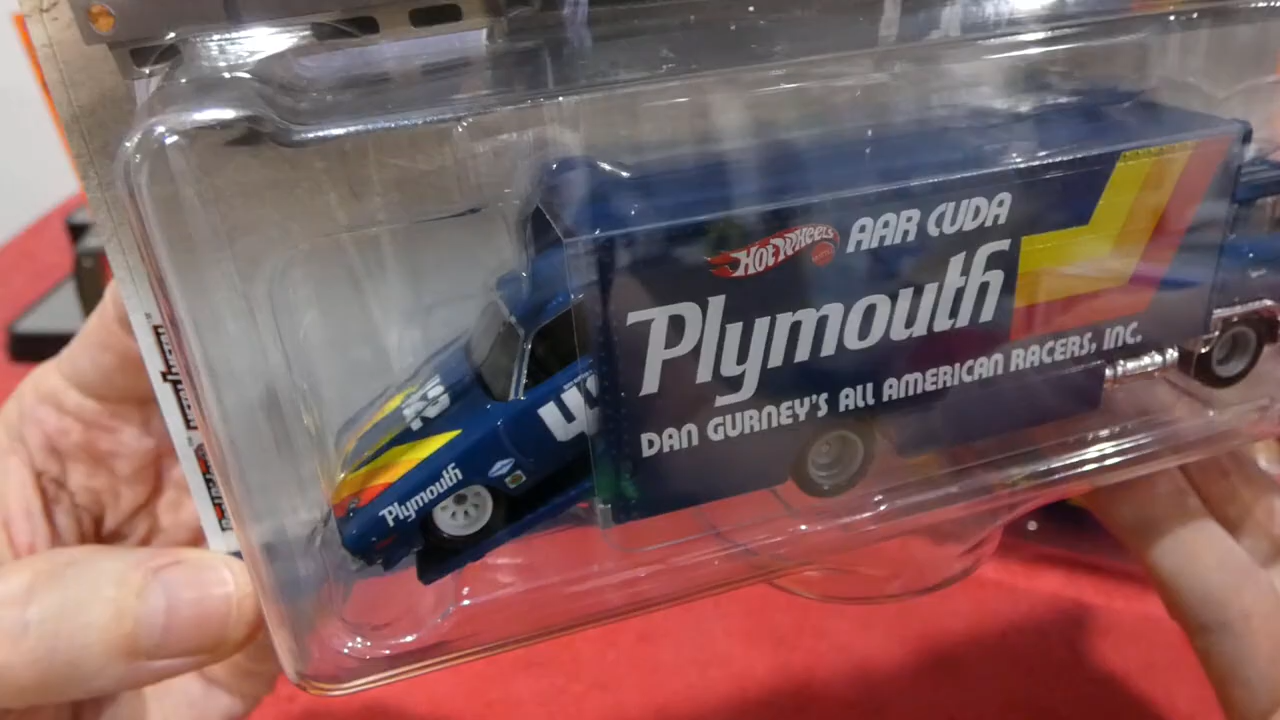 HOT WHEELS AAR CUDA
Plymouth
DAN GURNEY'S ALL AMERICAN RACERS, INC.
Plymouth